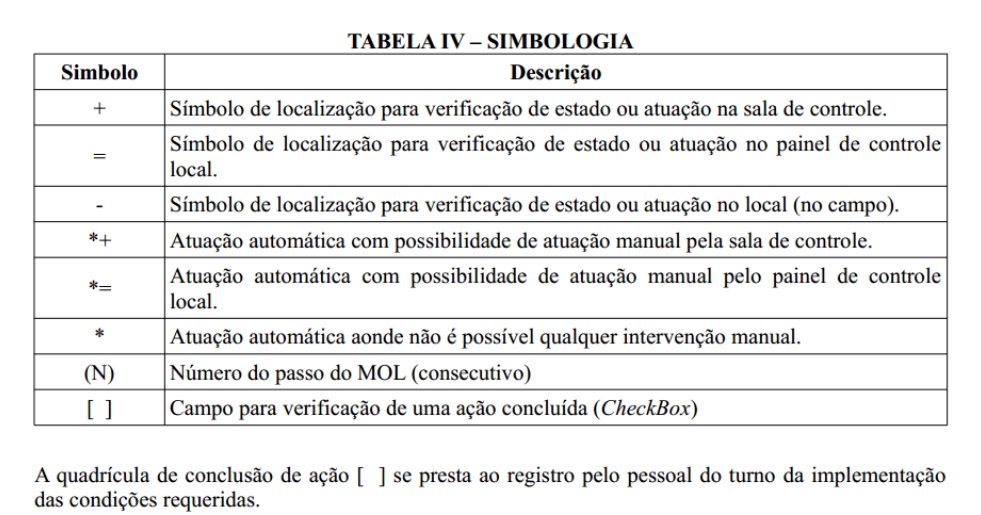 TABELA IV – SIMBOLOGIA
Simbolo Descrição
+ Símbolo de localização para verificação de estado ou atuação na sala de controle.
= Símbolo de localização para verificação de estado ou atuação no painel de controle
local.
- Símbolo de localização para verificação de estado ou atuação no local (no campo).
*+ Atuação automática com possibilidade de atuação manual pela sala de controle.
*= Atuação automática com possibilidade de atuação manual pelo painel de controle
local.
* Atuação automática aonde não é possível qualquer intervenção manual.
(N) Número do passo do MOL (consecutivo)
[ ] Campo para verificação de uma ação concluída (CheckBox)
A quadrícula de conclusão de ação [ ] se presta ao registro pelo pessoal do turno da implementação
das condições requeridas.